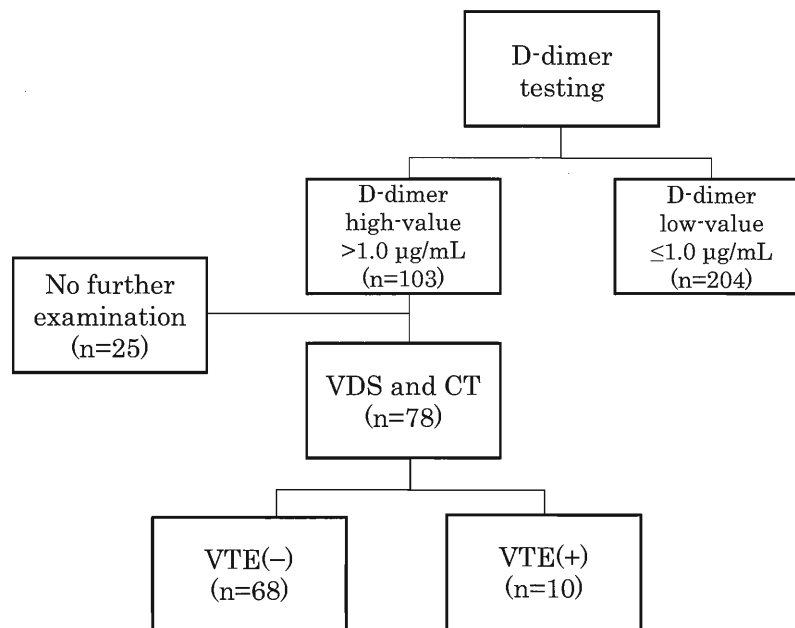 D-dimer
testing
D-dimer
high-value
>1.0 µg/mL
(n=103)
D-dimer
low-value
≤1.0 µg/mL
(n=204)
No further
examination
(n=25)
VDS and CT
(n=78)
VTE(−)
(n=68)
VTE(+)
(n=10)